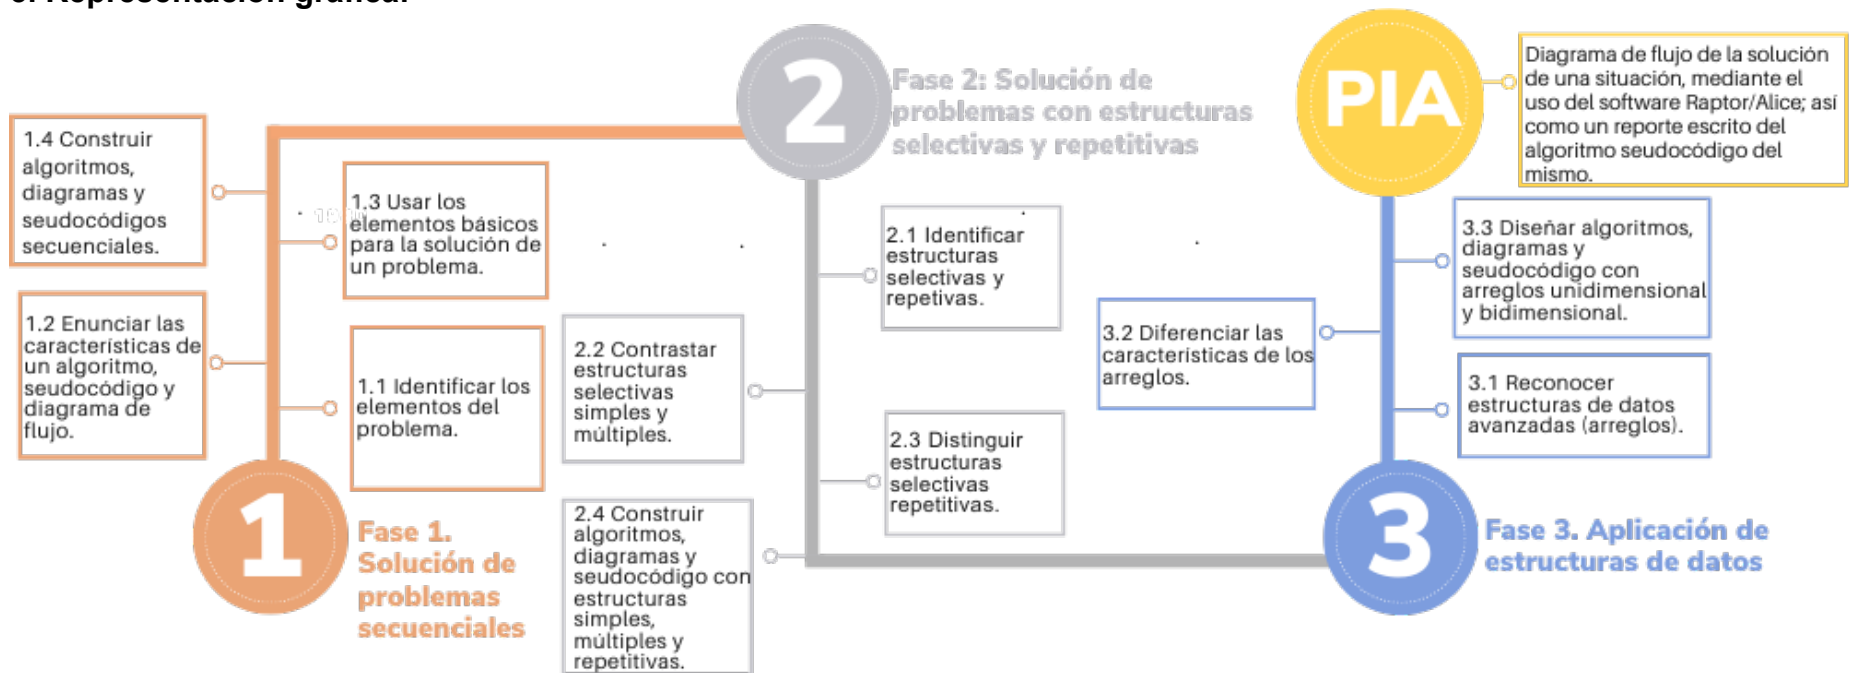 2
Fase 2: Solución de
problemas con estructuras
selectivas y repetitivas
PIA
Diagrama de flujo de la solución
de una situación, mediante el
uso del software Raptor/Alice; así
como un reporte escrito del
algoritmo seudocódigo del
mismo.
1.4 Construir
algoritmos,
diagramas y
seudocódigos
secuenciales.
1.3 Usar los
elementos básicos
para la solución de
un problema.
1.2 Enunciar las
características de
un algoritmo,
seudocódigo y
diagrama de
flujo.
1.1 Identificar los
elementos del
problema.
1
Fase 1.
Solución de
problemas
secuenciales
2.1 Identificar
estructuras
selectivas y
repetivas.
2.2 Contrastar
estructuras
selectivas
simples y
múltiples.
2.3 Distinguir
estructuras
selectivas
repetitivas.
2.4 Construir
algoritmos,
diagramas y
seudocódigo con
estructuras
simples,
múltiples y
repetitivas.
3.3 Diseñar algoritmos,
diagramas y
seudocódigo con
arreglos unidimensional
y bidimensional.
3.2 Diferenciar las
características de los
arreglos.
3.1 Reconocer
estructuras de datos
avanzadas (arreglos).
3
Fase 3. Aplicación de
estructuras de datos